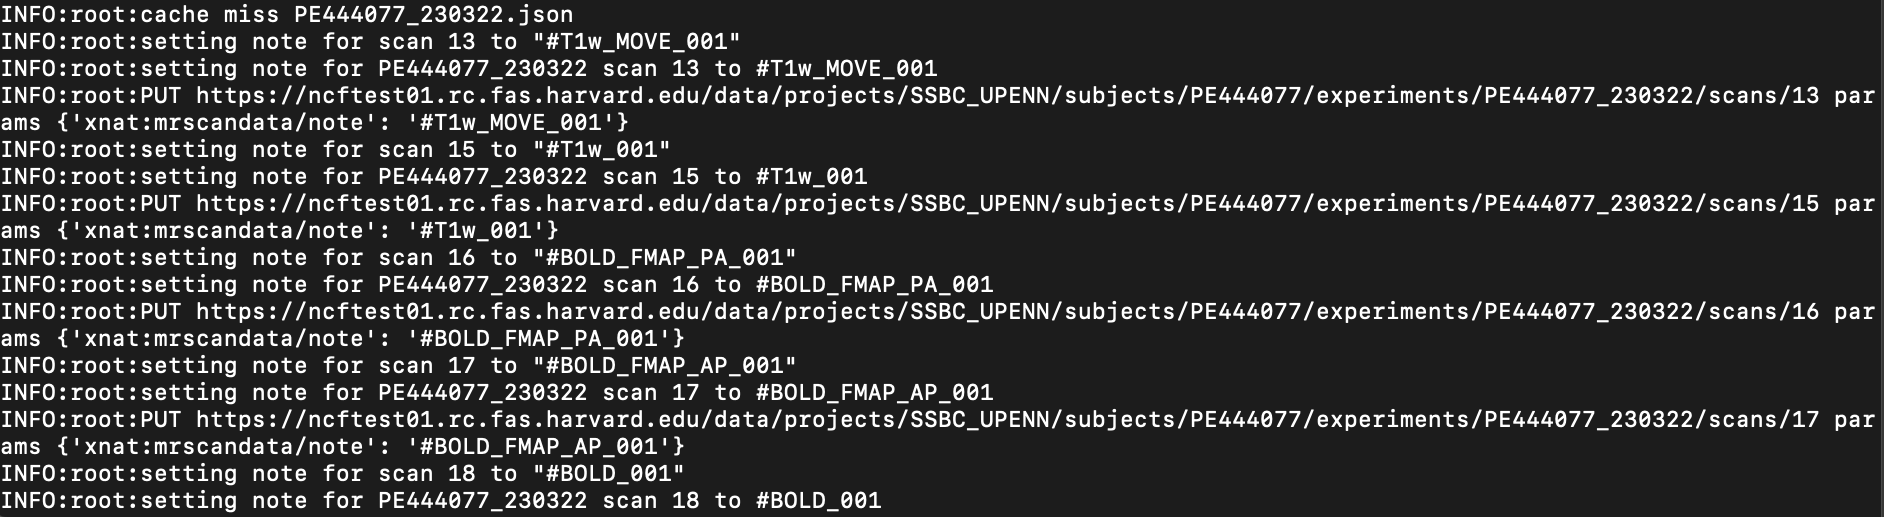 INFO:root:cache miss PE444077_230322.json
INFO:root:setting note for scan 13 to "#T1w_MOVE_001"
INFO:root:setting note for PE444077_230322 scan 13 to #T1w_MOVE_001
INFO:root:PUT https://ncftest01.rc.fas.harvard.edu/data/projects/SSBC_UPENN/subjects/PE444077/experiments/PE444077_230322/scans/13 par
ams {'xnat:mrscandata/note': '#T1w_MOVE_001'}
INFO:root:setting note for scan 15 to "#T1w_001"
INFO:root:setting note for PE444077_230322 scan 15 to #T1w_001
INFO:root:PUT https://ncftest01.rc.fas.harvard.edu/data/projects/SSBC_UPENN/subjects/PE444077/experiments/PE444077_230322/scans/15 par
ams {'xnat:mrscandata/note': '#T1w_001'}
INFO:root:setting note for scan 16 to "#BOLD_FMAP_PA_001"
INFO:root:setting note for PE444077_230322 scan 16 to #BOLD_FMAP_PA_001
INFO:root:PUT https://ncftest01.rc.fas.harvard.edu/data/projects/SSBC_UPENN/subjects/PE444077/experiments/PE444077_230322/scans/16 par
ams {'xnat:mrscandata/note': '#BOLD_FMAP_PA_001'}
INFO:root:setting note for scan 17 to "#BOLD_FMAP_AP_001"
INFO:root:setting note for PE444077_230322 scan 17 to #BOLD_FMAP_AP_001
INFO:root:PUT https://ncftest01.rc.fas.harvard.edu/data/projects/SSBC_UPENN/subjects/PE444077/experiments/PE444077_230322/scans/17 par
ams {'xnat:mrscandata/note': '#BOLD_FMAP_AP_001'}
INFO:root:setting note for scan 18 to "#BOLD_001"
INFO:root:setting note for PE444077_230322 scan 18 to #BOLD_001